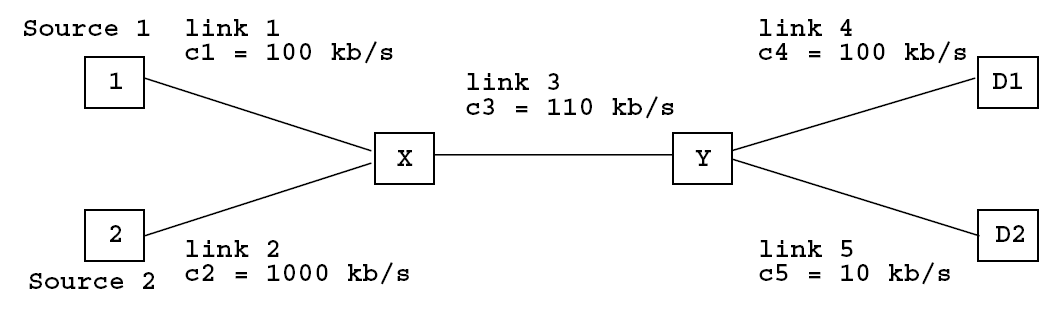 Source 1
link 1
c1 = 100 kb/s
1
link 3
c3 = 110 kb/s
link 4
c4 = 100 kb/s
D1
X
Y
2
Source 2
link 2
c2 = 1000 kb/s
link 5
c5 = 10 kb/s
D2